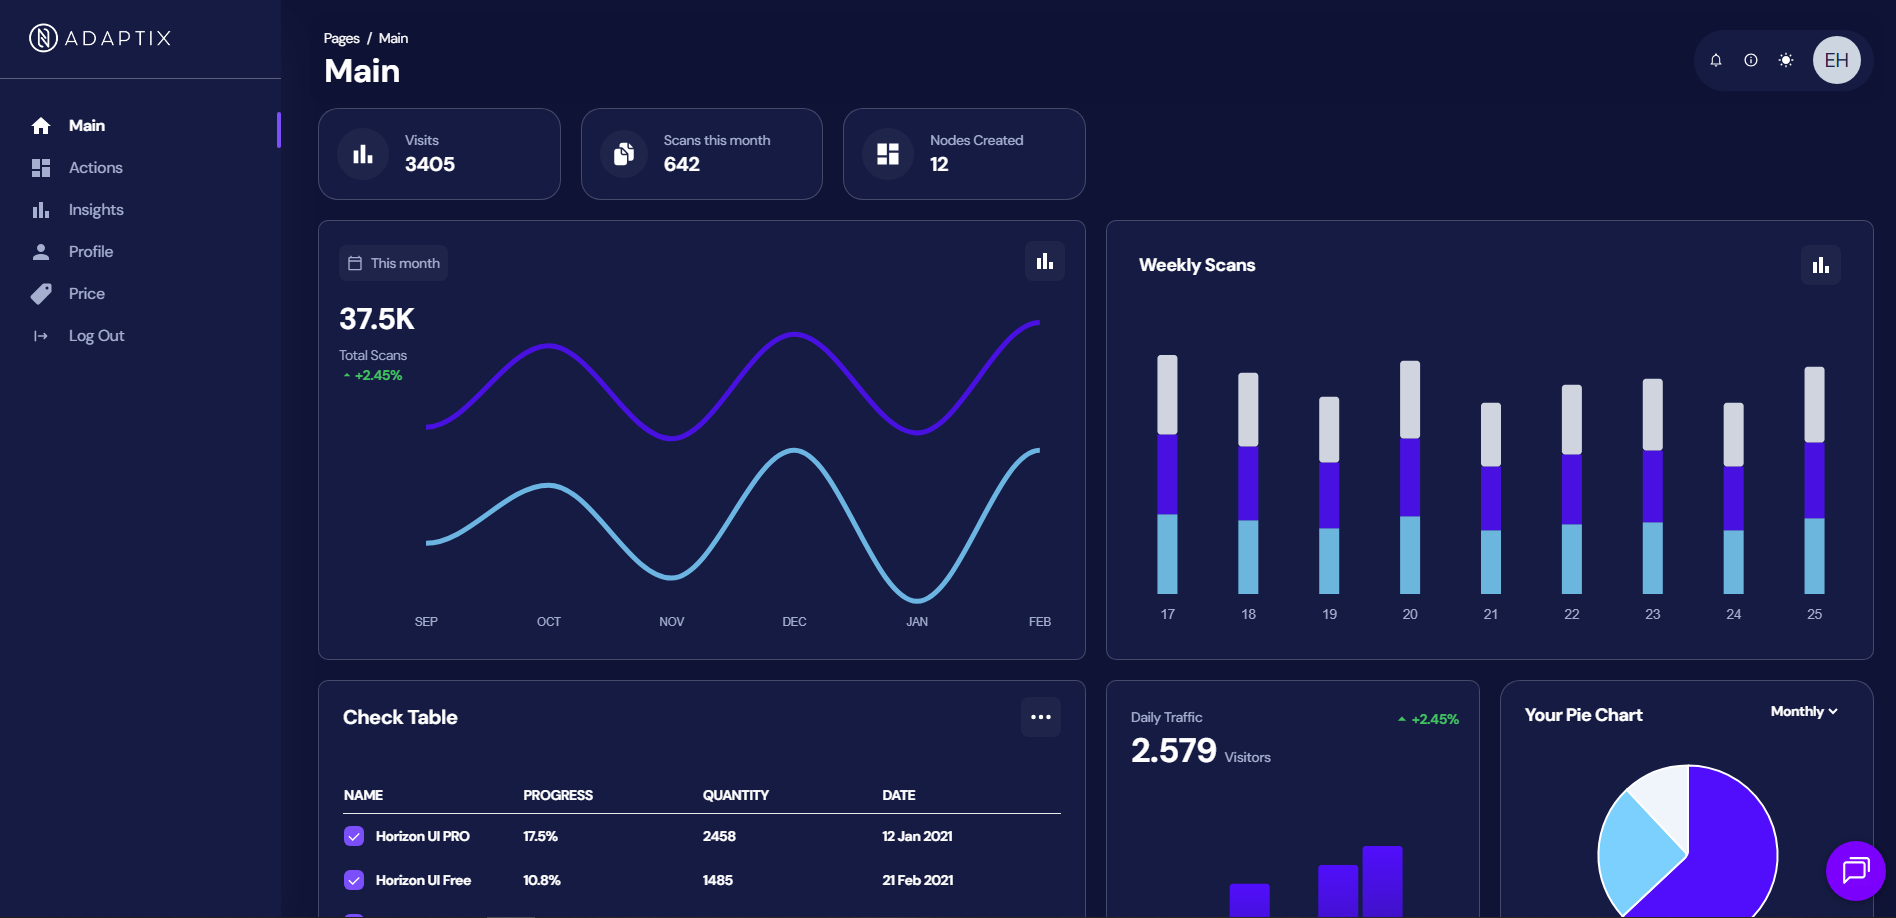 ADAPTIX
Main
Actions
Insights
Profile
Price
Log Out
Pages / Main
Main
EH
Visits
3405
Scans this month
642
Nodes Created
12
This month
37.5K
Total Scans
+2.45%
SEP OCT NOV DEC JAN FEB
Weekly Scans
17 18 19 20 21 22 23 24 25
Check Table
NAME PROGRESS QUANTITY DATE
Horizon UI PRO 17.5% 2458 12 Jan 2021
Horizon UI Free 10.8% 1485 21 Feb 2021
Daily Traffic
+2.45%
2.579 Visitors
Your Pie Chart
Monthly